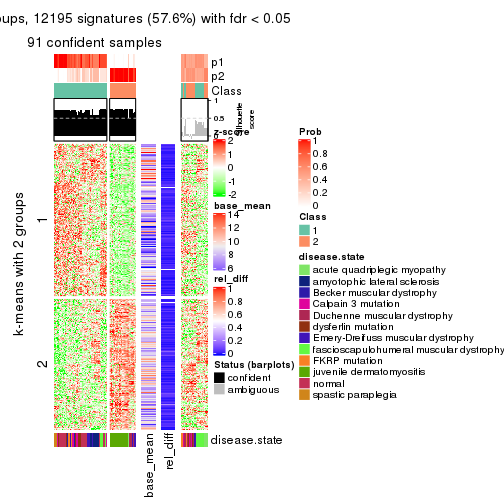 oups, 12195 signatures (57.6%) with fdr < 0.05
91 confident samples
p1
p2
Class
1
0.5
0
Silhouette
score
k-means with 2 groups
1
2
z-score
2
1
0
-1
-2
base_mean
14
12
10
8
6
rel_diff
1
0.8
0.6
0.4
0.2
0
Status (barplots)
confident
ambiguous
disease.state
base_mean
rel_diff
Prob
1
0.8
0.6
0.4
0.2
0
Class
1
2
disease.state
acute quadriplegic myopathy
amyotophic lateral sclerosis
Becker muscular dystrophy
Calpain 3 mutation
Duchenne muscular dystrophy
dysferlin mutation
Emery-Dreifuss muscular dystrophy
fascioscapulohumeral muscular dystrophy
FKRP mutation
juvenile dermatomyositis
normal
spastic paraplegia